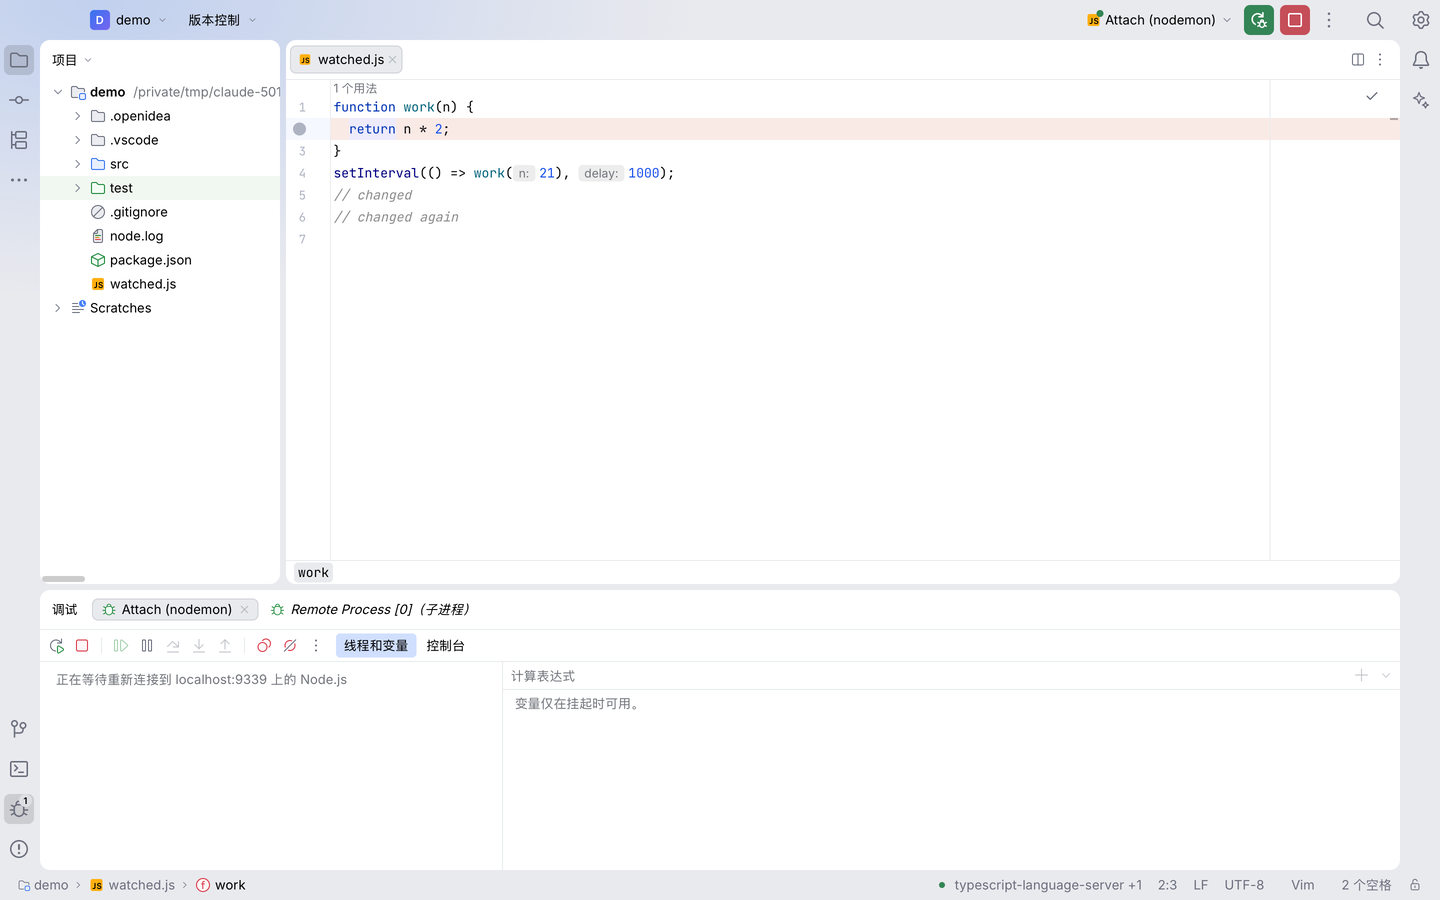 D demo 版本控制 JS Attach (nodemon)
项目
demo /private/tmp/claude-501
.openidea
.vscode
src
test
.gitignore
node.log
package.json
JS watched.js
Scratches
JS watched.js
1 个用法
1 function work(n) {
return n * 2;
3 }
4 setInterval(() => work( n: 21), delay: 1000);
5 // changed
6 // changed again
7
work
调试 Attach (nodemon) Remote Process [0]（子进程）
线程和变量 控制台
正在等待重新连接到 localhost:9339 上的 Node.js
计算表达式
变量仅在挂起时可用。
1
demo JS watched.js f work typescript-language-server +1 2:3 LF UTF-8 Vim 2 个空格